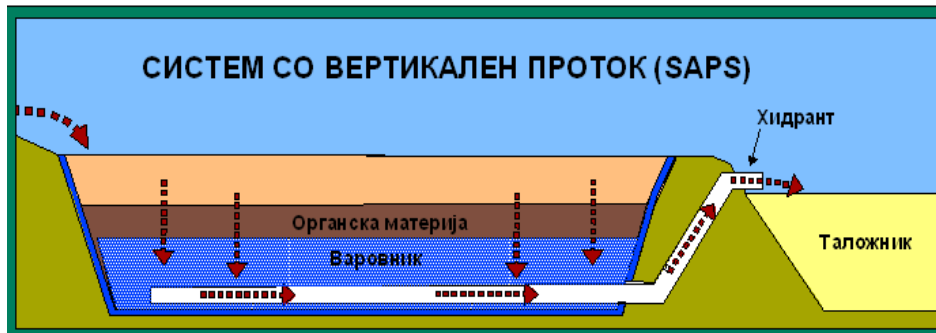 СИСТЕМ СО ВЕРТИКАЛЕН ПРОТОК (SAPS)
Хидрант
Органска материја
Варовник
Таложник